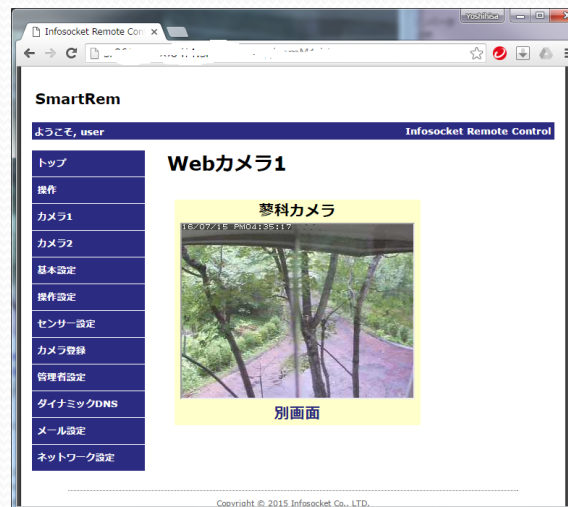 Yoshihisa
Infosocket Remote Con
SmartRem
ようこそ, user
Infosocket Remote Control
トップ
操作
カメラ1
カメラ2
基本設定
操作設定
センサー設定
カメラ登録
管理者設定
ダイナミックDNS
メール設定
ネットワーク設定
Webカメラ1
蓼科カメラ
16/07/15 PM04:35:17
別画面
Copyright © 2015 Infosocket Co., LTD.